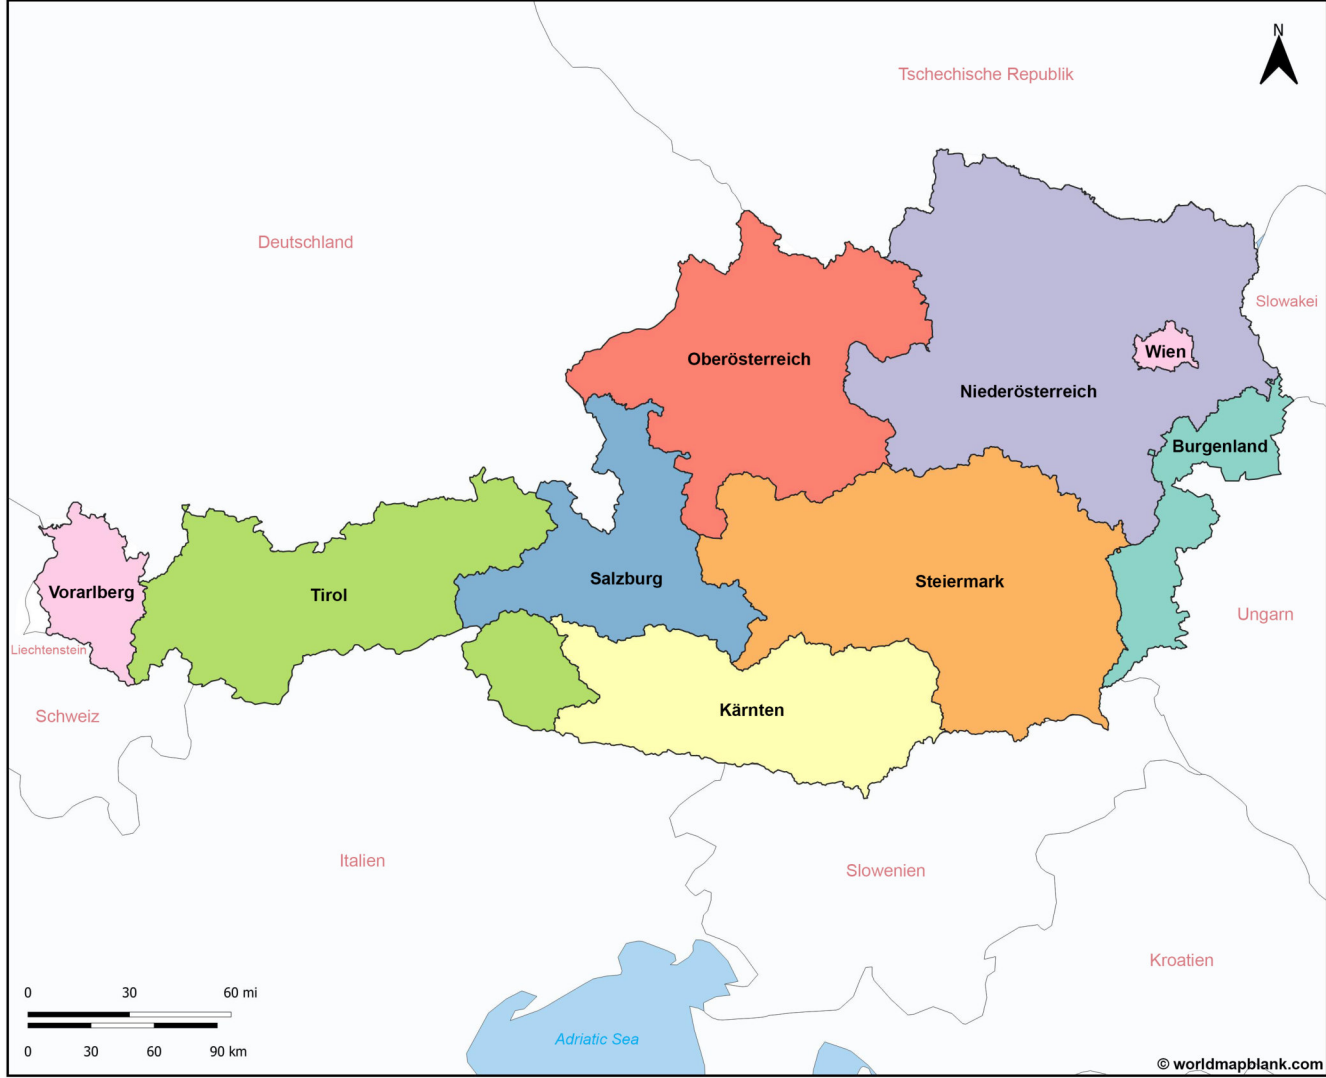 N
Tschechische Republik
Deutschland
Slowakei
Wien
Oberösterreich
Niederösterreich
Burgenland
Salzburg
Steiermark
Vorarlberg
Tirol
Ungarn
Liechtenstein
Schweiz
Kärnten
Italien
Slowenien
Kroatien
0 30 60 mi
Adriatic Sea
0 30 60 90 km
© worldmapblank.com